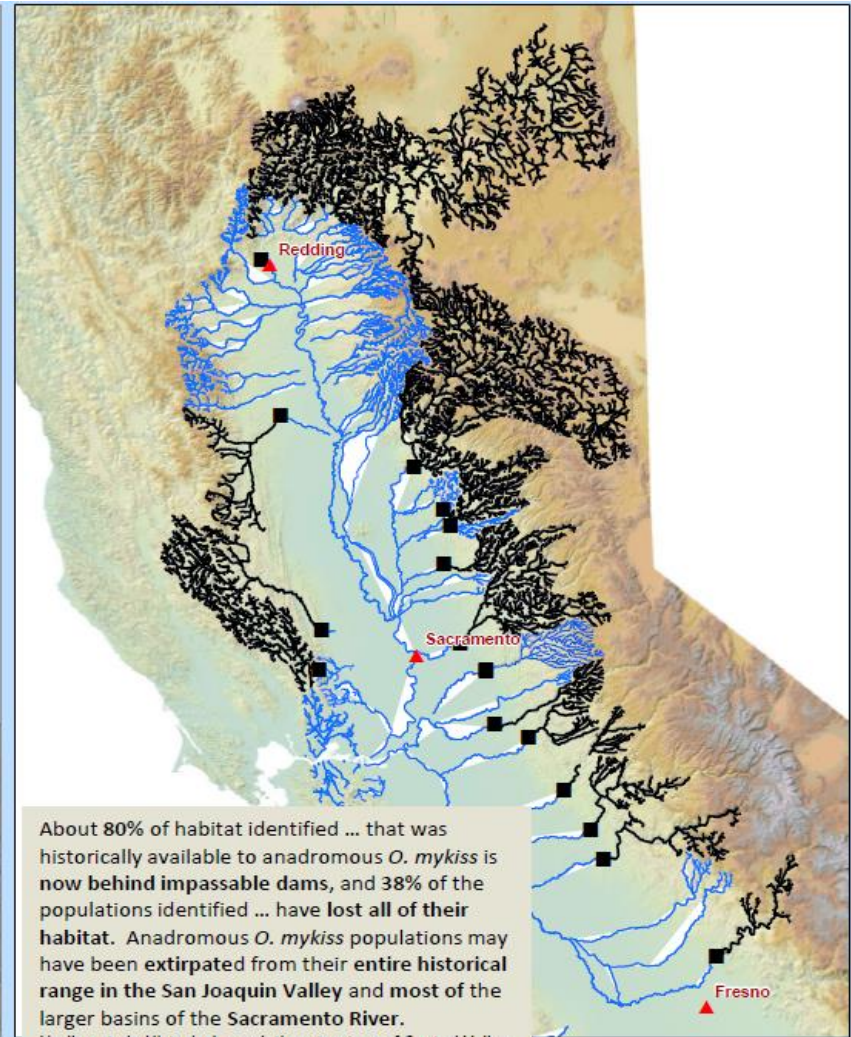 Redding
Sacramento
About 80% of habitat identified ... that was
historically available to anadromous O. mykiss is
now behind impassable dams, and 38% of the
populations identified ... have lost all of their
habitat. Anadromous O. mykiss populations may
have been extirpated from their entire historical
range in the San Joaquin Valley and most of the
larger basins of the Sacramento River.
Fresno